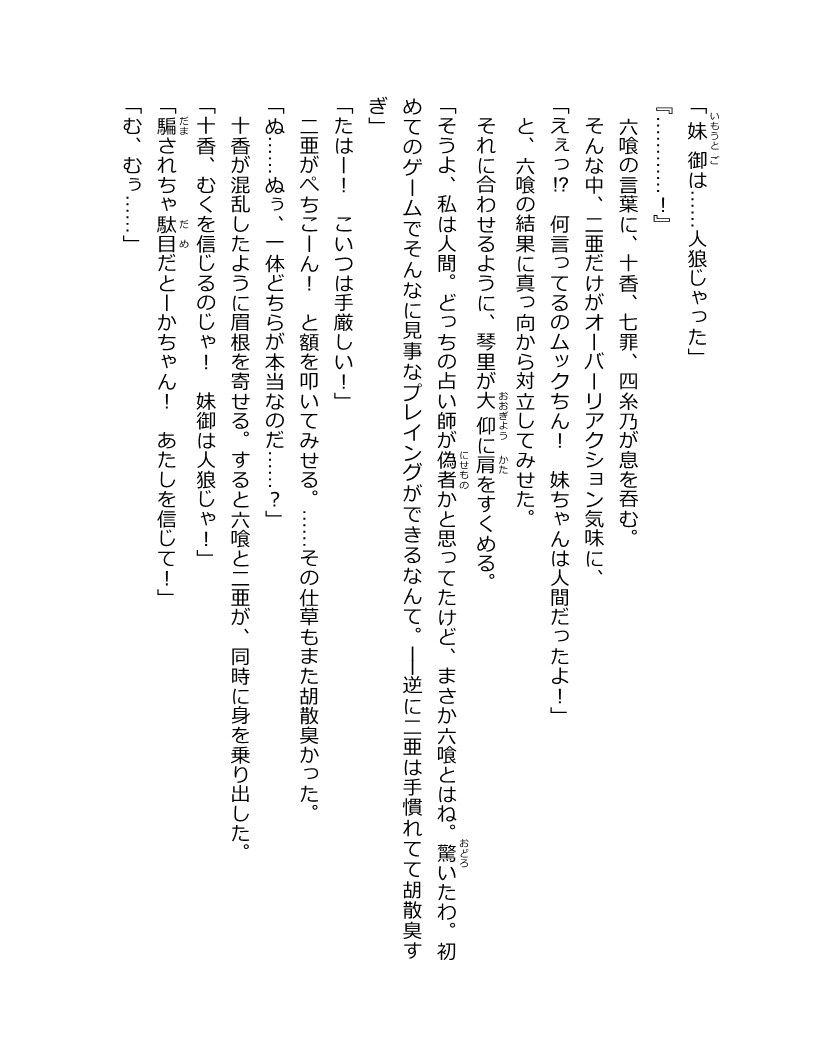 「妹御は……人狼じゃった」
『…………！』
　六喰の言葉に、十香、七罪、四糸乃が息を呑む。
　そんな中、二亜だけがオーバーリアクション気味に、
「えぇっ!?　何言ってるのムックちん！　妹ちゃんは人間だったよ！」
　と、六喰の結果に真っ向から対立してみせた。
　それに合わせるように、琴里が大仰に肩をすくめる。
「そうよ、私は人間。どっちの占い師が偽者かと思ってたけど、まさか六喰とはね。驚いたわ。初
めてのゲームでそんなに見事なプレイングができるなんて。――逆に二亜は手慣れてて胡散臭す
ぎ」
「たはー！　こいつは手厳しい！」
　二亜がぺちこーん！　と額を叩いてみせる。……その仕草もまた胡散臭かった。
「ぬ……ぬぅ、一体どちらが本当なのだ……？」
　十香が混乱したように眉根を寄せる。すると六喰と二亜が、同時に身を乗り出した。
「十香、むくを信じるのじゃ！　妹御は人狼じゃ！」
「騙されちゃ駄目だとーかちゃん！　あたしを信じて！」
「む、むぅ……」